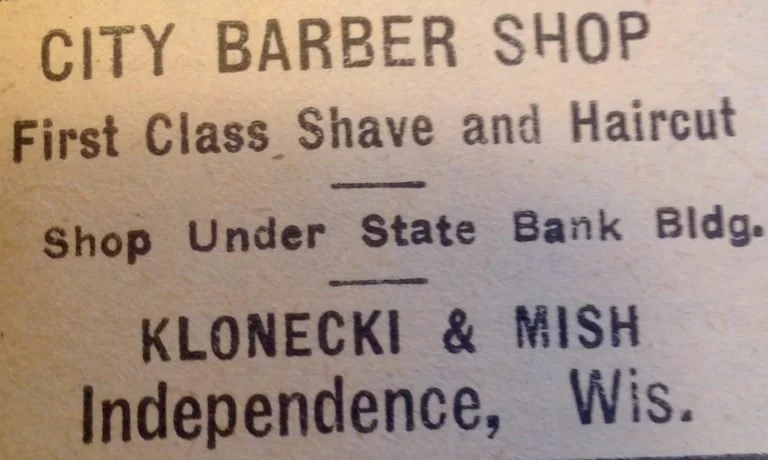 CITY BARBER SHOP
First Class Shave and Haircut
Shop Under State Bank Bldg.
KLONECKI & MISH
Independence, Wis.